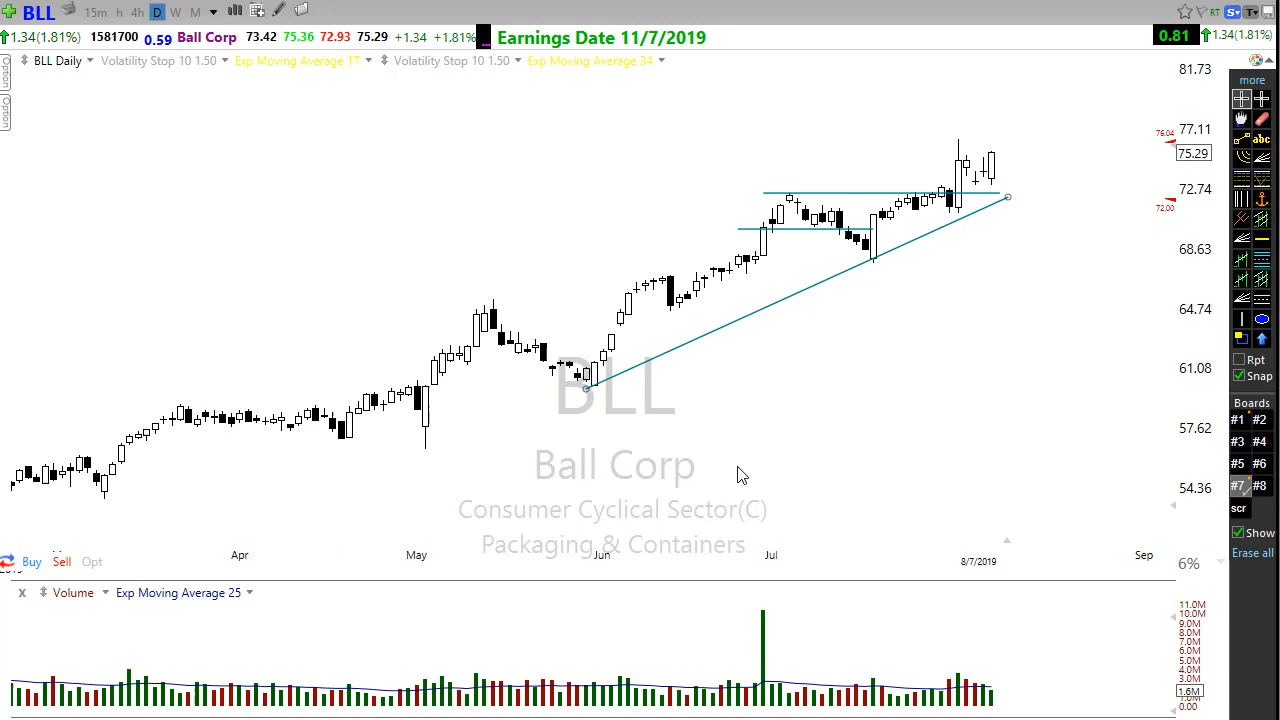 BLL 15m h 4h D W M RT S T
1.34(1.81%) 1581700 0.59 Ball Corp 73.42 75.36 72.93 75.29 +1.34 +1.81% Earnings Date 11/7/2019 0.81 1.34(1.81%)
Option
Option
BLL Daily Volatility Stop 10 1.50 Exp Moving Average 17 Volatility Stop 10 1.50 Exp Moving Average 34
81.73
77.11
76.04
75.29
72.74
72.00
68.63
64.74
61.08
57.62
54.36
6%
BLL
Ball Corp
Consumer Cyclical Sector(C)
Packaging & Containers
Apr May Jun Jul 8/7/2019 Sep
Buy Sell Opt
x Volume Exp Moving Average 25
11.0M
10.0M
9.0M
8.0M
7.0M
6.0M
5.0M
4.0M
3.0M
1.6M
1.0M
0.00
more
abc
Rpt
Snap
Boards
#1 #2
#3 #4
#5 #6
#7 #8
scr
Show
Erase all